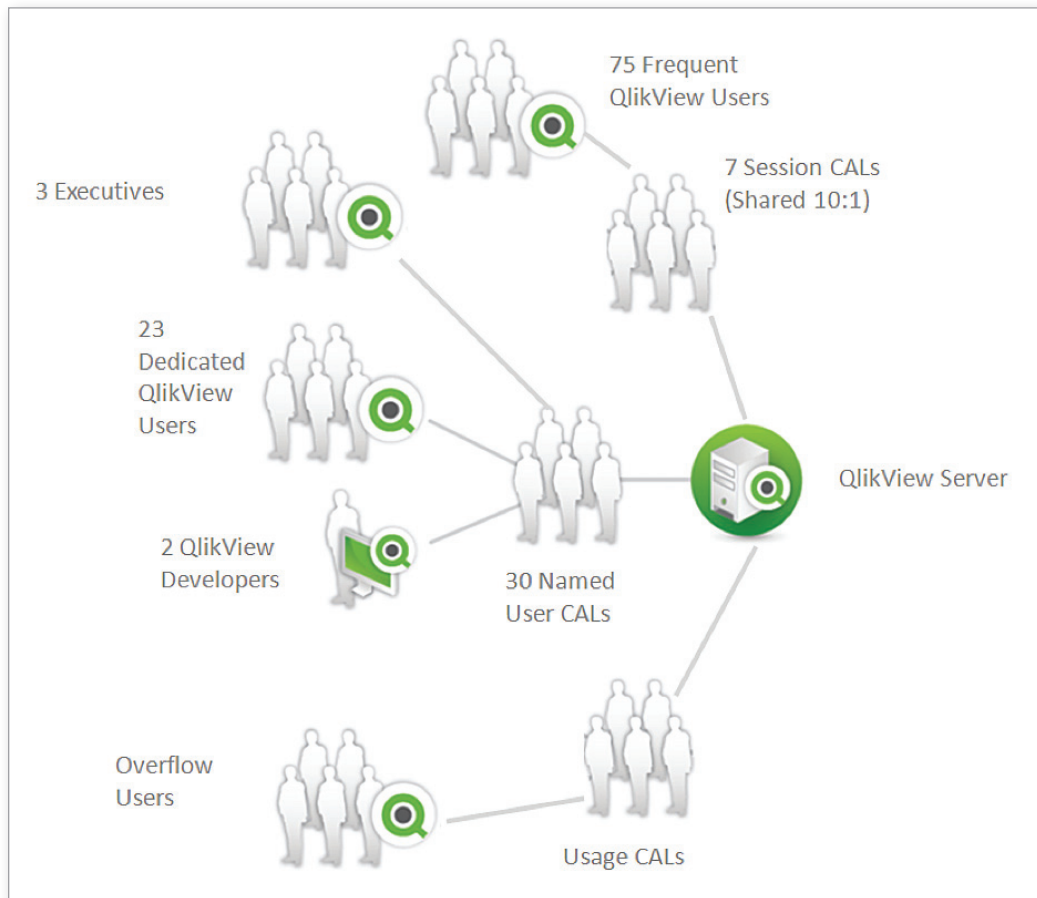 75 Frequent
QlikView Users
7 Session CALs
(Shared 10:1)
3 Executives
23
Dedicated
QlikView
Users
QlikView Server
2 QlikView
Developers
30 Named
User CALs
Overflow
Users
Usage CALs